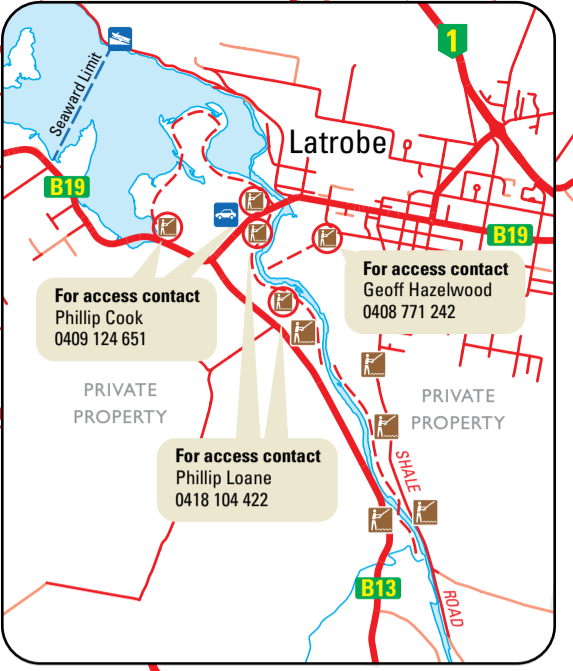 1
Seaward Limit
Latrobe
B19
B19
For access contact
Geoff Hazelwood
0408 771 242
For access contact
Phillip Cook
0409 124 651
PRIVATE
PROPERTY
PRIVATE
PROPERTY
For access contact
Phillip Loane
0418 104 422
SHALE
ROAD
B13